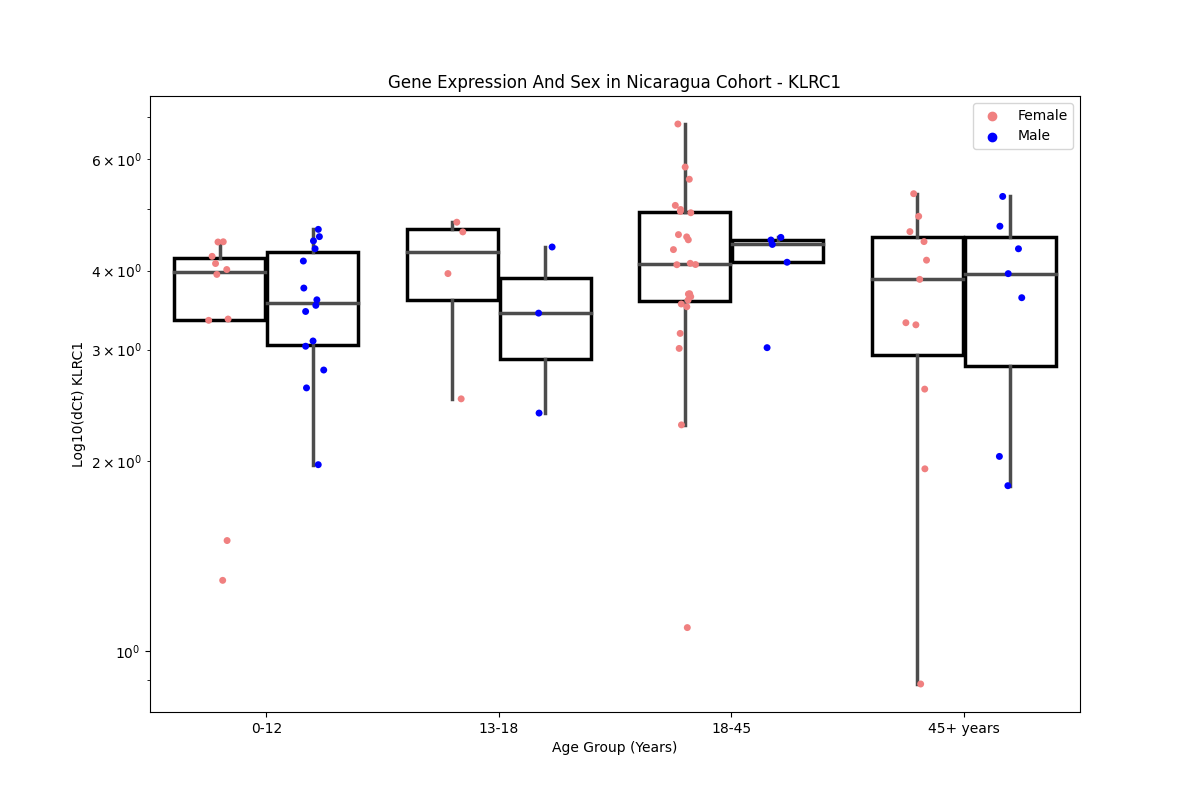 Gene Expression And Sex in Nicaragua Cohort - KLRC1
Female
Male
6 × 10⁰
4 × 10⁰
3 × 10⁰
2 × 10⁰
10⁰
Log10(dCt) KLRC1
0-12
13-18
18-45
45+ years
Age Group (Years)